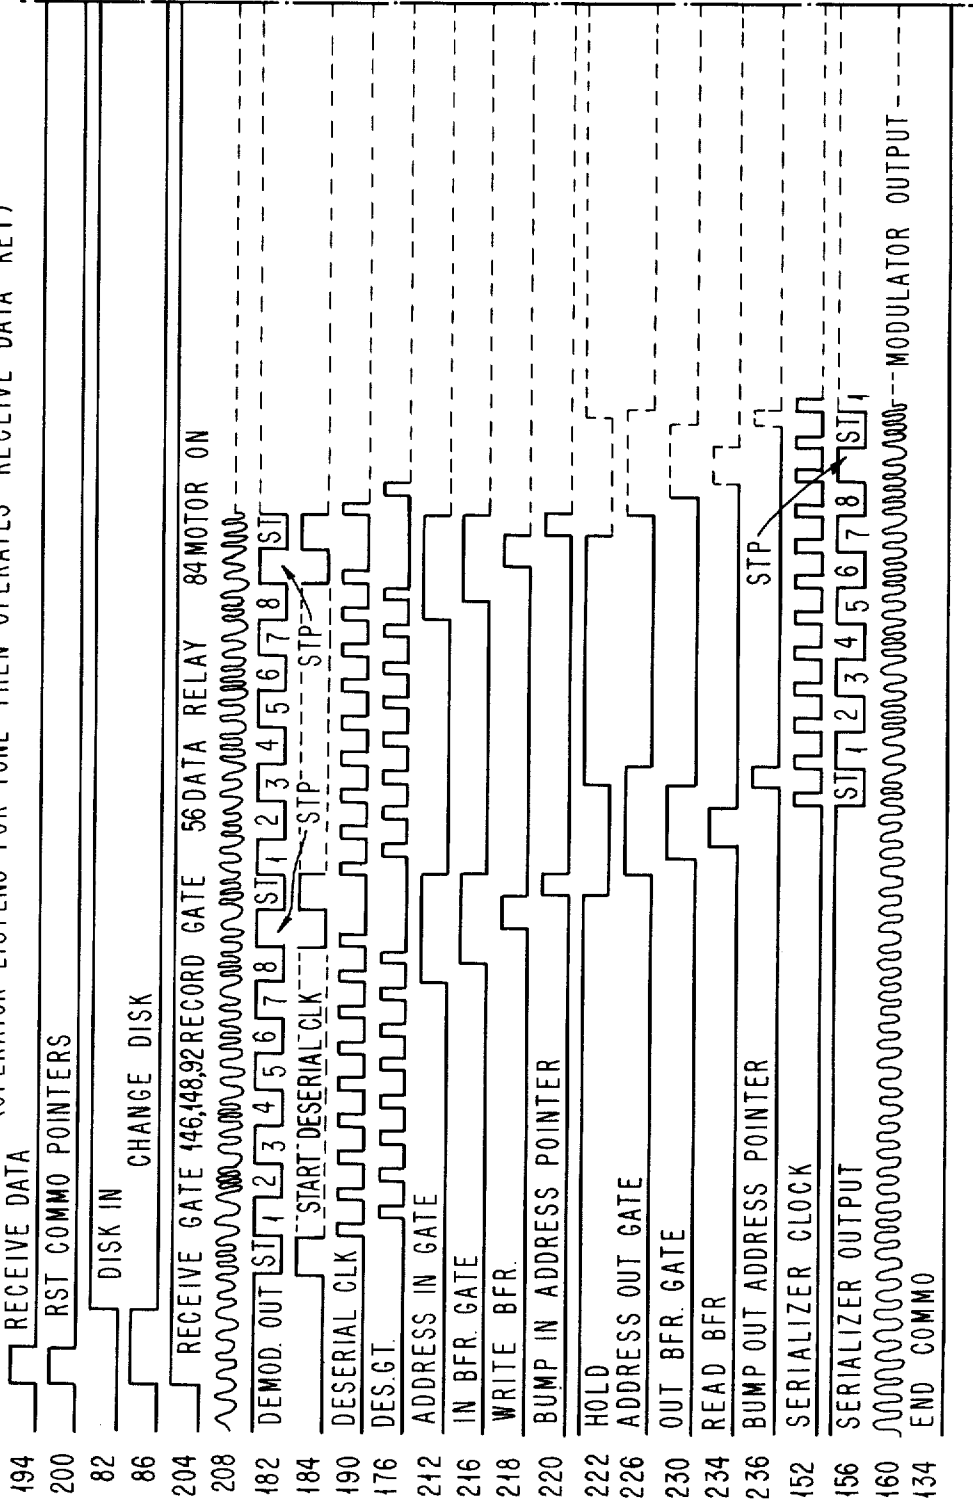 (OPERATOR LISTENS FOR TONE THEN OPERATES RECEIVE DATA KEY)
194 RECEIVE DATA
200 RST COMMO POINTERS
82 DISK IN
86 CHANGE DISK
204 RECEIVE GATE 146,148,92 RECORD GATE 56 DATA RELAY 84 MOTOR ON
208
182 DEMOD. OUT ST 1 2 3 4 5 6 7 8 ST 1 2 3 4 5 6 7 8 ST
184 START DESERIAL CLK STP STP
190 DESERIAL CLK
176 DES.GT.
212 ADDRESS IN GATE
216 IN BFR. GATE
218 WRITE BFR.
220 BUMP IN ADDRESS POINTER
222 HOLD
226 ADDRESS OUT GATE
230 OUT BFR. GATE
234 READ BFR
236 BUMP OUT ADDRESS POINTER STP
152 SERIALIZER CLOCK
156 SERIALIZER OUTPUT ST 1 2 3 4 5 6 7 8 ST 1
160 MODULATOR OUTPUT
134 END COMMO